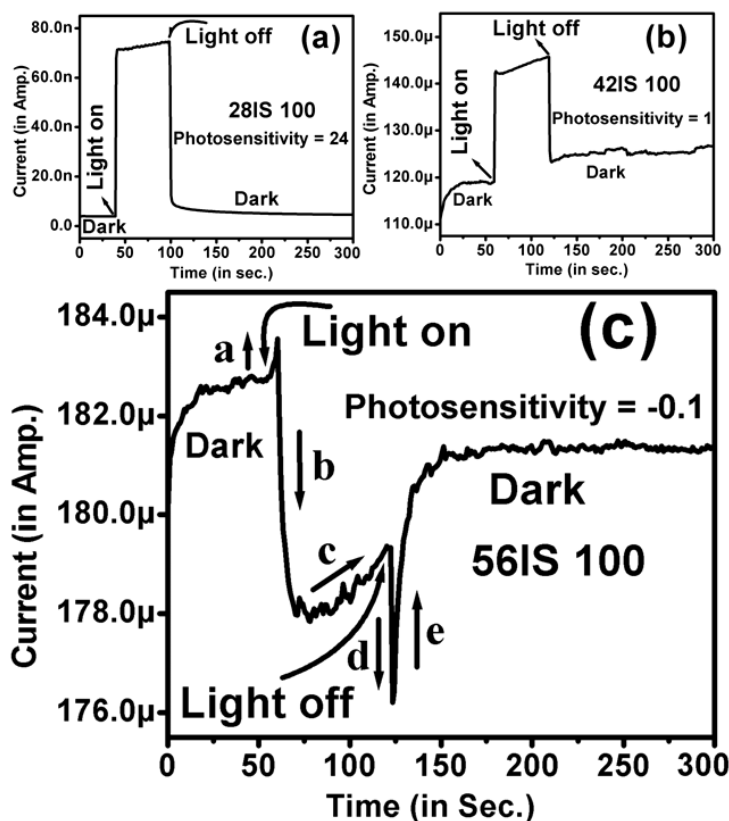 80.0n
60.0n
40.0n
20.0n
0.0
Current (in Amp.)
Light on
Light off
(a)
28IS 100
Photosensitivity = 24
Dark
Dark
0 50 100 150 200 250 300
Time (in sec.)
150.0µ
140.0µ
130.0µ
120.0µ
110.0µ
Current (in Amp.)
Light on
Light off
(b)
42IS 100
Photosensitivity = 1
Dark
Dark
0 50 100 150 200 250 300
Time (in sec.)
184.0µ
182.0µ
180.0µ
178.0µ
176.0µ
Current (in Amp.)
a
Light on
(c)
Photosensitivity = -0.1
Dark
b
Dark
c
56IS 100
d
e
Light off
0 50 100 150 200 250 300
Time (in Sec.)